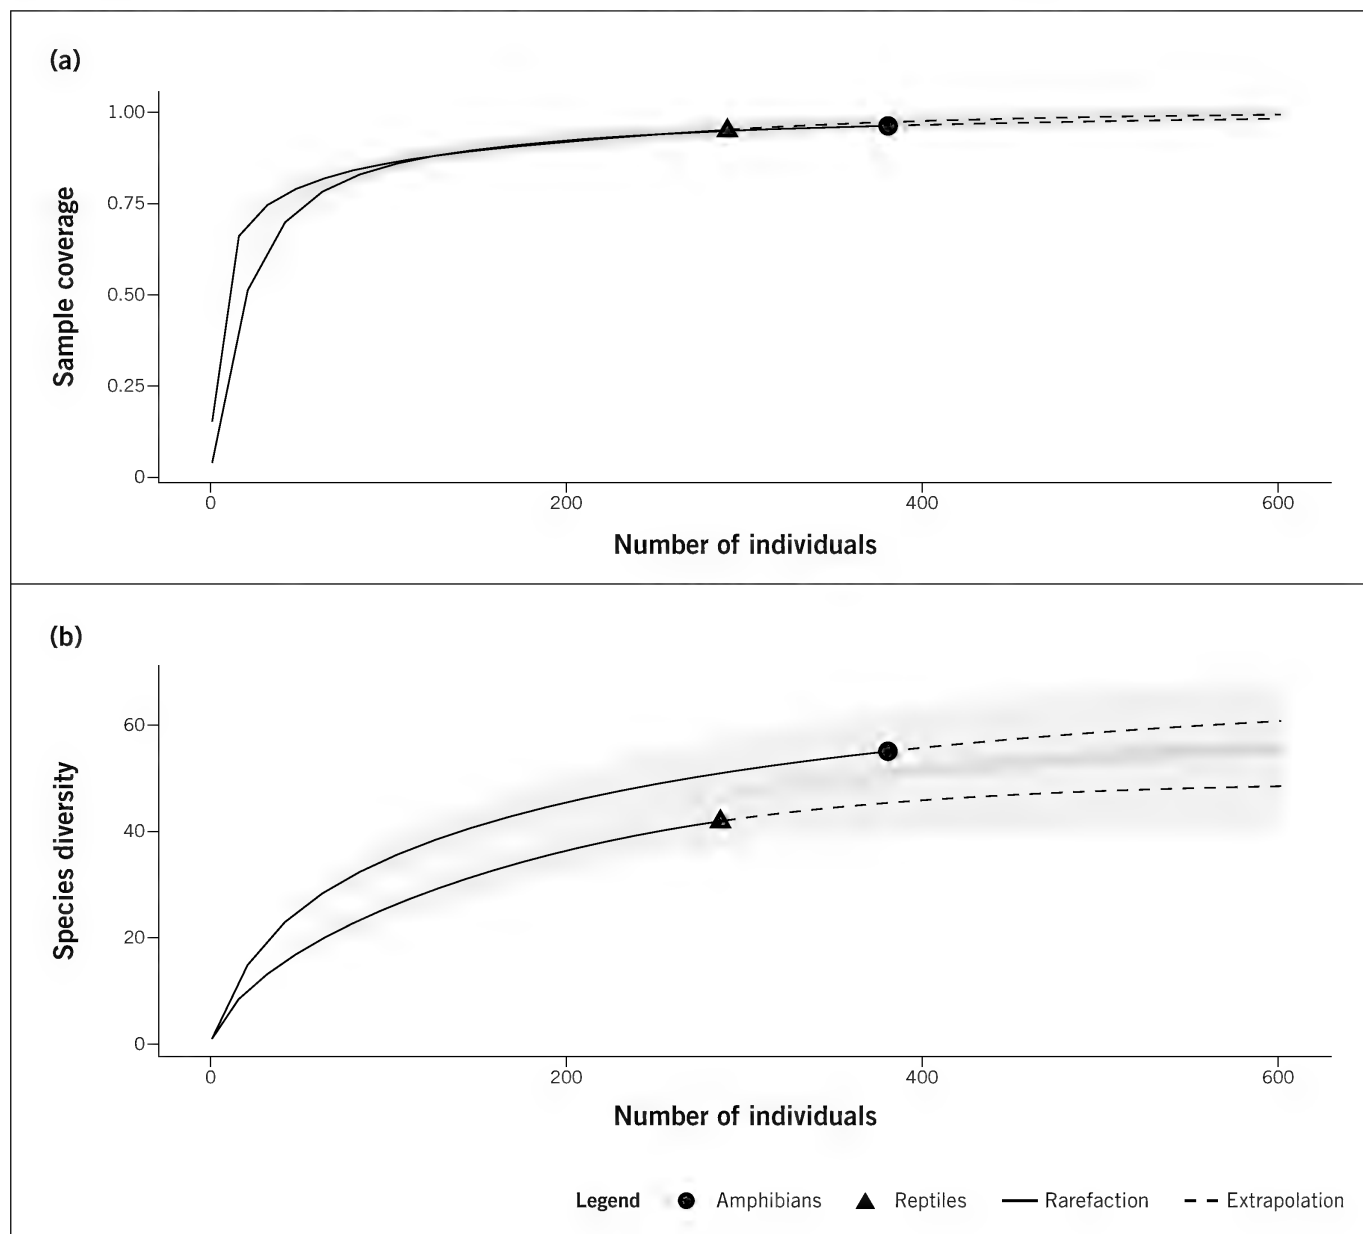 (a)
1.00
0.75
0.50
0.25
0
Sample coverage
0 200 400 600
Number of individuals
(b)
60
40
20
0
Species diversity
0 200 400 600
Number of individuals
Legend Amphibians Reptiles Rarefaction Extrapolation